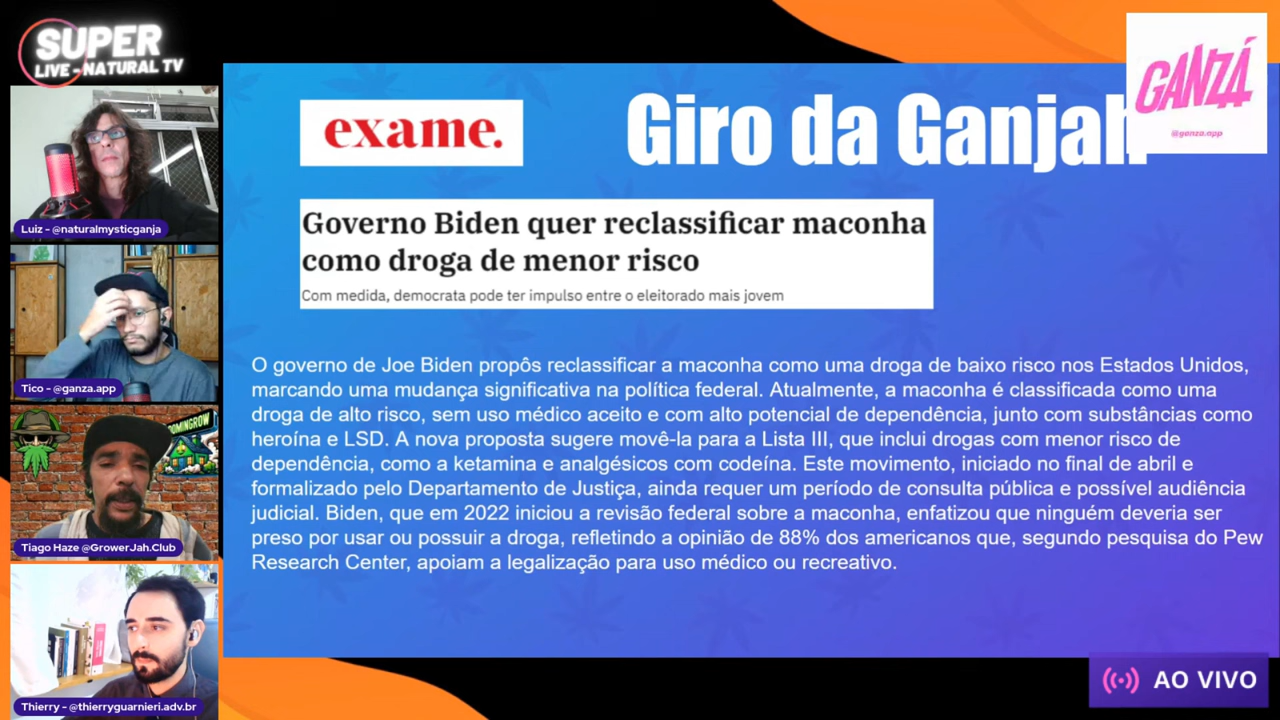 SUPER
LIVE - NATURAL TV
GANZÁ
@ganza.app
exame.
Giro da Ganjah
Governo Biden quer reclassificar maconha
como droga de menor risco
Com medida, democrata pode ter impulso entre o eleitorado mais jovem
O governo de Joe Biden propôs reclassificar a maconha como uma droga de baixo risco nos Estados Unidos,
marcando uma mudança significativa na política federal. Atualmente, a maconha é classificada como uma
droga de alto risco, sem uso médico aceito e com alto potencial de dependência, junto com substâncias como
heroína e LSD. A nova proposta sugere movê-la para a Lista III, que inclui drogas com menor risco de
dependência, como a ketamina e analgésicos com codeína. Este movimento, iniciado no final de abril e
formalizado pelo Departamento de Justiça, ainda requer um período de consulta pública e possível audiência
judicial. Biden, que em 2022 iniciou a revisão federal sobre a maconha, enfatizou que ninguém deveria ser
preso por usar ou possuir a droga, refletindo a opinião de 88% dos americanos que, segundo pesquisa do Pew
Research Center, apoiam a legalização para uso médico ou recreativo.
Luiz - @naturalmysticganja
Tico - @ganza.app
Tiago Haze @GrowerJah.Club
Thierry - @thierryguarnieri.adv.br
AO VIVO